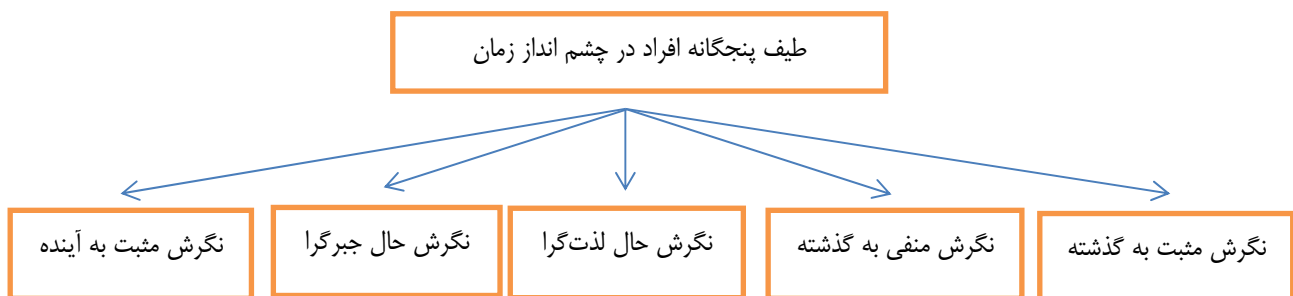 طیف پنجگانه افراد در چشم انداز زمان
نگرش مثبت به گذشته
نگرش منفی به گذشته
نگرش حال لذت‌گرا
نگرش حال جبرگرا
نگرش مثبت به آینده